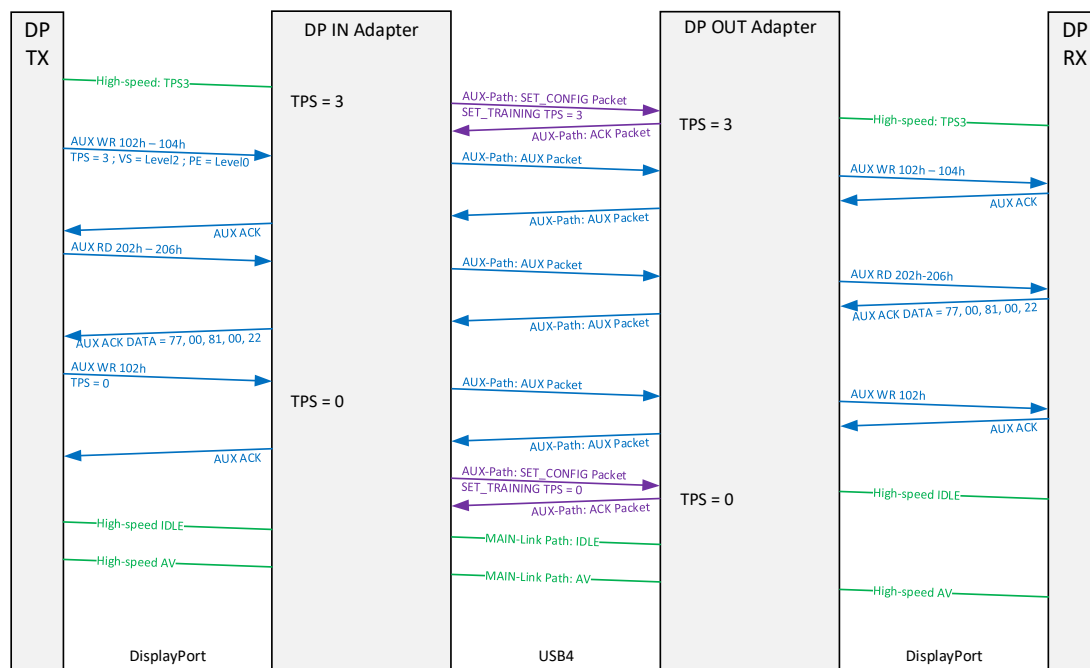 DP
TX
DP IN Adapter
DP OUT Adapter
DP
RX
High-speed: TPS3
TPS = 3
AUX-Path: SET_CONFIG Packet
SET_TRAINING TPS = 3
AUX-Path: ACK Packet
TPS = 3
High-speed: TPS3
AUX WR 102h – 104h
TPS = 3 ; VS = Level2 ; PE = Level0
AUX-Path: AUX Packet
AUX WR 102h – 104h
AUX ACK
AUX-Path: AUX Packet
AUX ACK
AUX RD 202h – 206h
AUX-Path: AUX Packet
AUX RD 202h-206h
AUX ACK DATA = 77, 00, 81, 00, 22
AUX-Path: AUX Packet
AUX ACK DATA = 77, 00, 81, 00, 22
AUX WR 102h
TPS = 0
TPS = 0
AUX-Path: AUX Packet
AUX WR 102h
AUX ACK
AUX-Path: AUX Packet
AUX ACK
AUX-Path: SET_CONFIG Packet
SET_TRAINING TPS = 0
AUX-Path: ACK Packet
TPS = 0
High-speed IDLE
High-speed IDLE
MAIN-Link Path: IDLE
High-speed AV
MAIN-Link Path: AV
High-speed AV
DisplayPort
USB4
DisplayPort